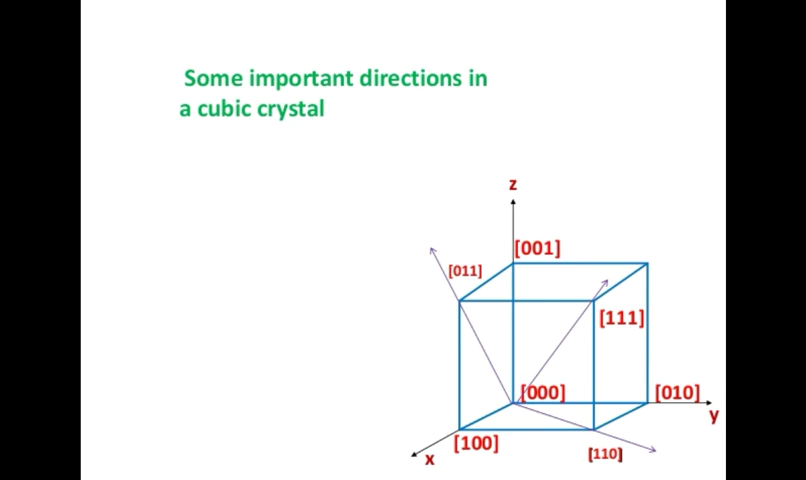 Some important directions in
a cubic crystal
z
[001]
[011]
[111]
[000]
[010]
y
[100]
[110]
x